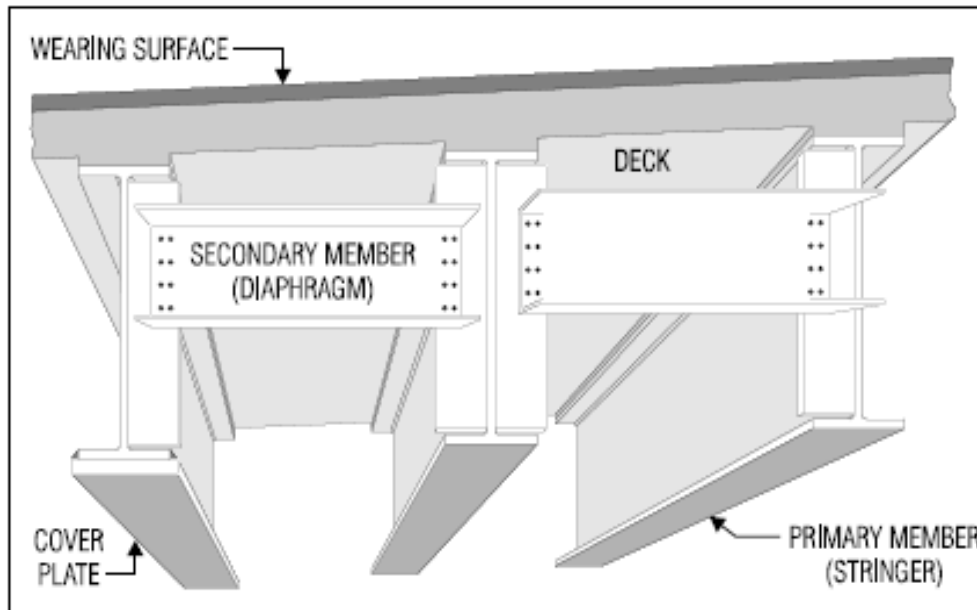 WEARING SURFACE
DECK
SECONDARY MEMBER
(DIAPHRAGM)
COVER
PLATE
PRIMARY MEMBER
(STRINGER)